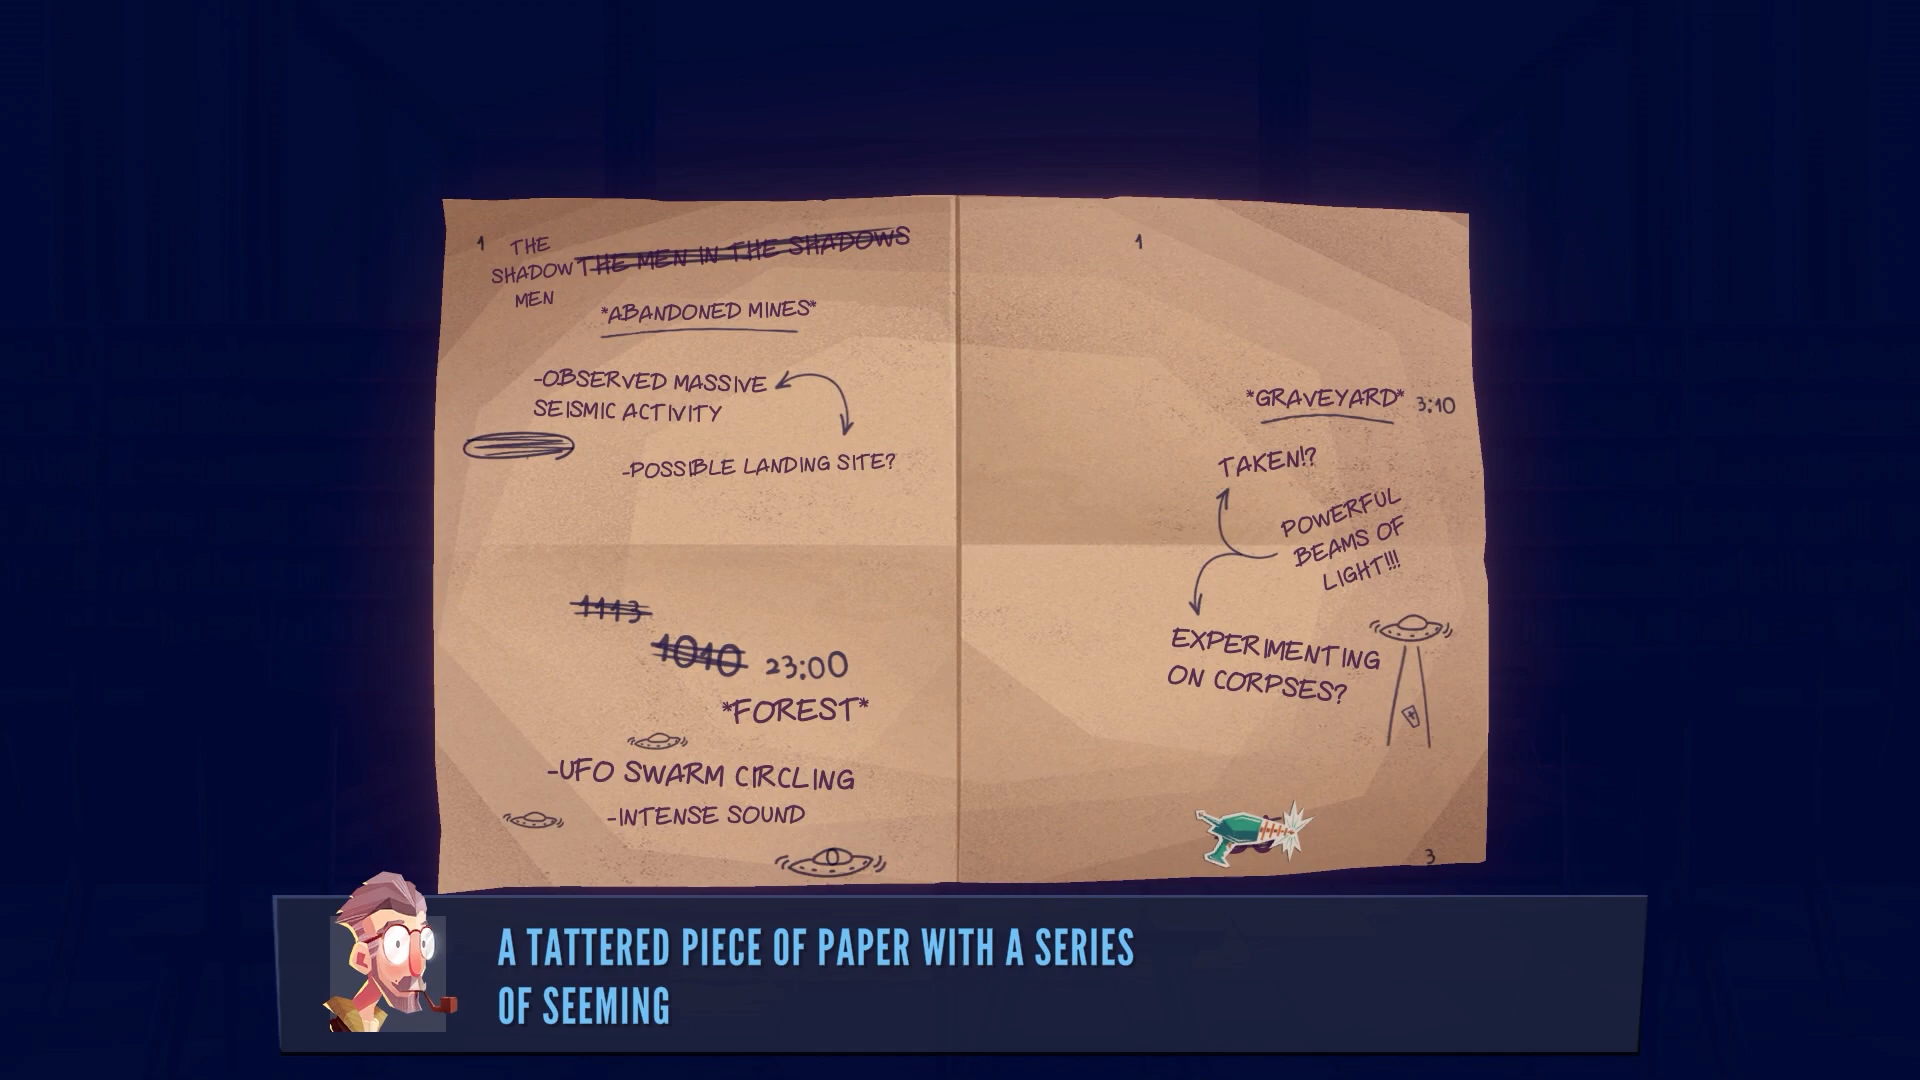 1
THE
SHADOW
MEN
THE MEN IN THE SHADOWS
*ABANDONED MINES*
-OBSERVED MASSIVE
SEISMIC ACTIVITY
-POSSIBLE LANDING SITE?
1113
1010
23:00
*FOREST*
-UFO SWARM CIRCLING
-INTENSE SOUND
1
*GRAVEYARD* 3:10
TAKEN!?
POWERFUL
BEAMS OF
LIGHT!!!
EXPERIMENTING
ON CORPSES?
3
A TATTERED PIECE OF PAPER WITH A SERIES
OF SEEMING